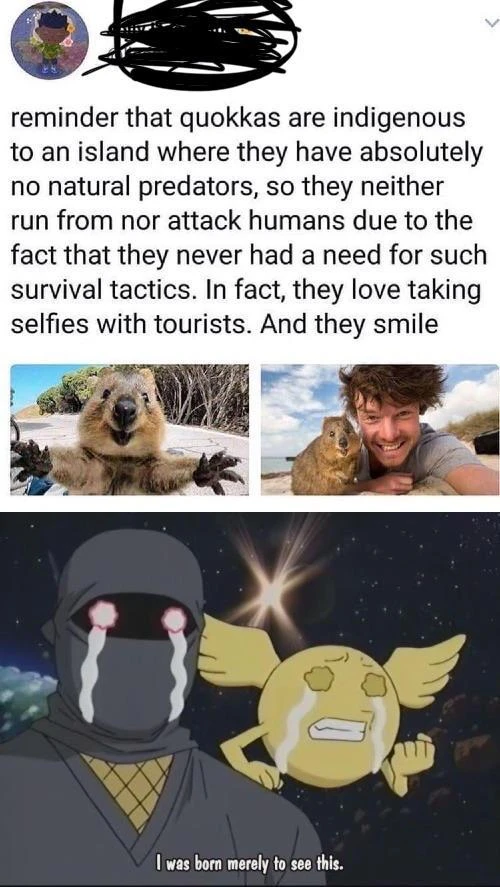 reminder that quokkas are indigenous
to an island where they have absolutely
no natural predators, so they neither
run from nor attack humans due to the
fact that they never had a need for such
survival tactics. In fact, they love taking
selfies with tourists. And they smile
I was born merely to see this.